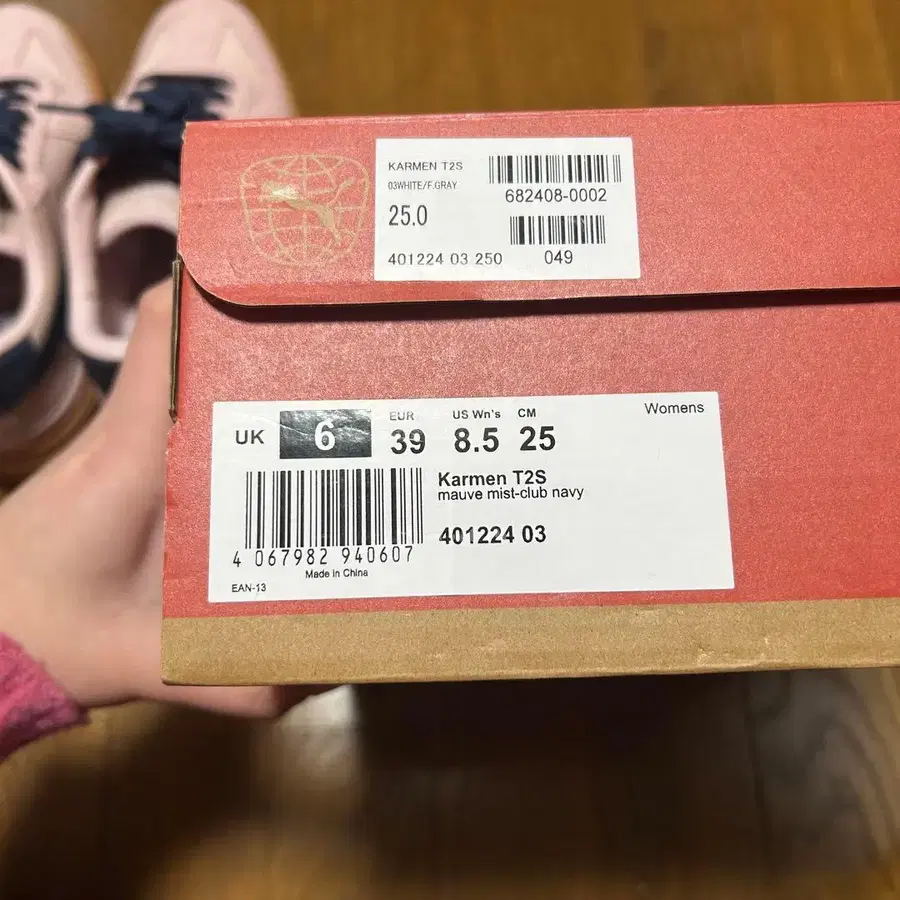 KARMEN T2S
03WHITE/F.GRAY
682408-0002
25.0
401224 03 250
049
Womens
UK 6 EUR 39 US Wn's 8.5 CM 25
Karmen T2S
mauve mist-club navy
401224 03
4 067982 940607
Made in China
EAN-13